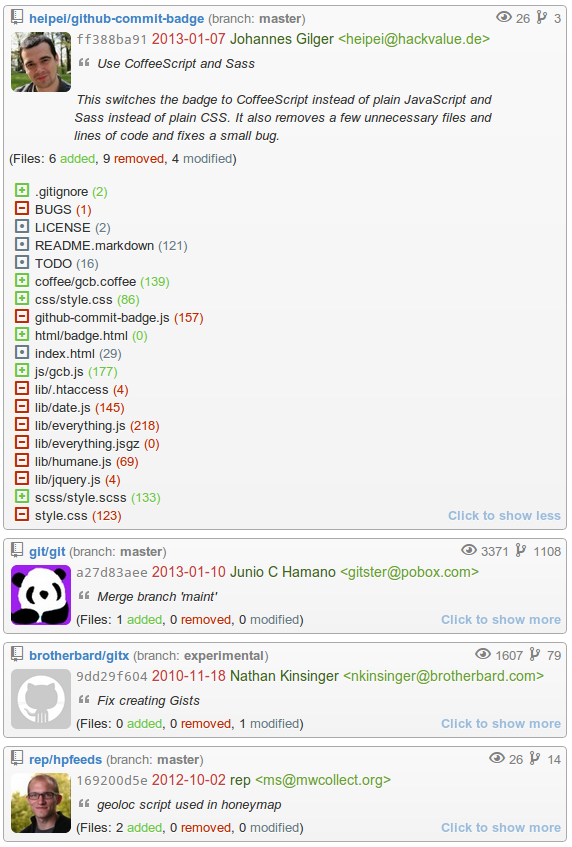 heipei/github-commit-badge (branch: master) 26 3
ff388ba91 2013-01-07 Johannes Gilger <heipei@hackvalue.de>
“ Use CoffeeScript and Sass
This switches the badge to CoffeeScript instead of plain JavaScript and
Sass instead of plain CSS. It also removes a few unnecessary files and
lines of code and fixes a small bug.
(Files: 6 added, 9 removed, 4 modified)
.gitignore (2)
BUGS (1)
LICENSE (2)
README.markdown (121)
TODO (16)
coffee/gcb.coffee (139)
css/style.css (86)
github-commit-badge.js (157)
html/badge.html (0)
index.html (29)
js/gcb.js (177)
lib/.htaccess (4)
lib/date.js (145)
lib/everything.js (218)
lib/everything.jsgz (0)
lib/humane.js (69)
lib/jquery.js (4)
scss/style.scss (133)
style.css (123) Click to show less
git/git (branch: master) 3371 1108
a27d83aee 2013-01-10 Junio C Hamano <gitster@pobox.com>
“ Merge branch 'maint'
(Files: 1 added, 0 removed, 0 modified) Click to show more
brotherbard/gitx (branch: experimental) 1607 79
9dd29f604 2010-11-18 Nathan Kinsinger <nkinsinger@brotherbard.com>
“ Fix creating Gists
(Files: 0 added, 0 removed, 1 modified) Click to show more
rep/hpfeeds (branch: master) 26 14
169200d5e 2012-10-02 rep <ms@mwcollect.org>
“ geoloc script used in honeymap
(Files: 2 added, 0 removed, 0 modified) Click to show more